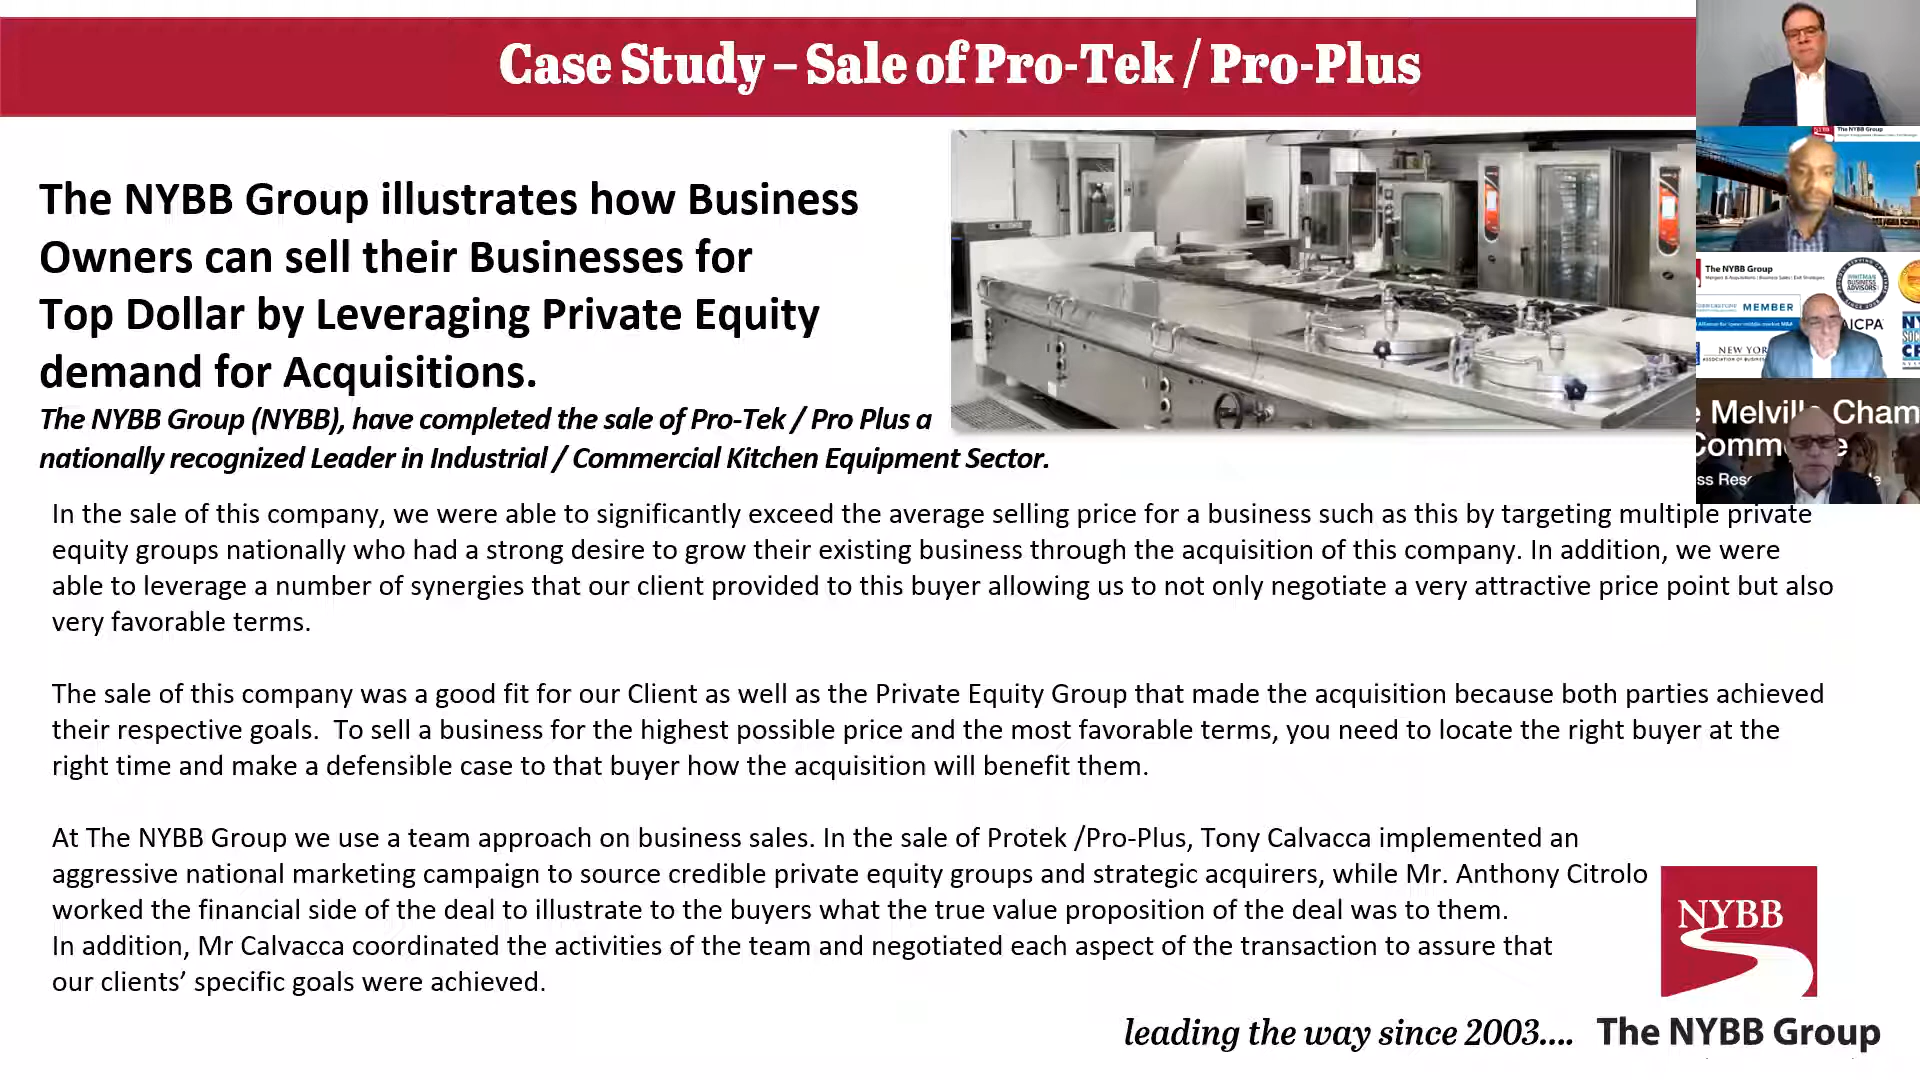 Case Study – Sale of Pro-Tek / Pro-Plus
The NYBB Group illustrates how Business
Owners can sell their Businesses for
Top Dollar by Leveraging Private Equity
demand for Acquisitions.
The NYBB Group (NYBB), have completed the sale of Pro-Tek / Pro Plus a
nationally recognized Leader in Industrial / Commercial Kitchen Equipment Sector.
In the sale of this company, we were able to significantly exceed the average selling price for a business such as this by targeting multiple private
equity groups nationally who had a strong desire to grow their existing business through the acquisition of this company. In addition, we were
able to leverage a number of synergies that our client provided to this buyer allowing us to not only negotiate a very attractive price point but also
very favorable terms.
The sale of this company was a good fit for our Client as well as the Private Equity Group that made the acquisition because both parties achieved
their respective goals.  To sell a business for the highest possible price and the most favorable terms, you need to locate the right buyer at the
right time and make a defensible case to that buyer how the acquisition will benefit them.
At The NYBB Group we use a team approach on business sales. In the sale of Protek /Pro-Plus, Tony Calvacca implemented an
aggressive national marketing campaign to source credible private equity groups and strategic acquirers, while Mr. Anthony Citrolo
worked the financial side of the deal to illustrate to the buyers what the true value proposition of the deal was to them.
In addition, Mr Calvacca coordinated the activities of the team and negotiated each aspect of the transaction to assure that
our clients’ specific goals were achieved.
NYBB
leading the way since 2003.... The NYBB Group
The NYBB Group
The NYBB Group
Mergers & Acquisitions | Business Sales | Exit Strategies
BUSINESS
ADVISORS
MEMBER
AICPA
NEW YOR
Melville Cham
Comm